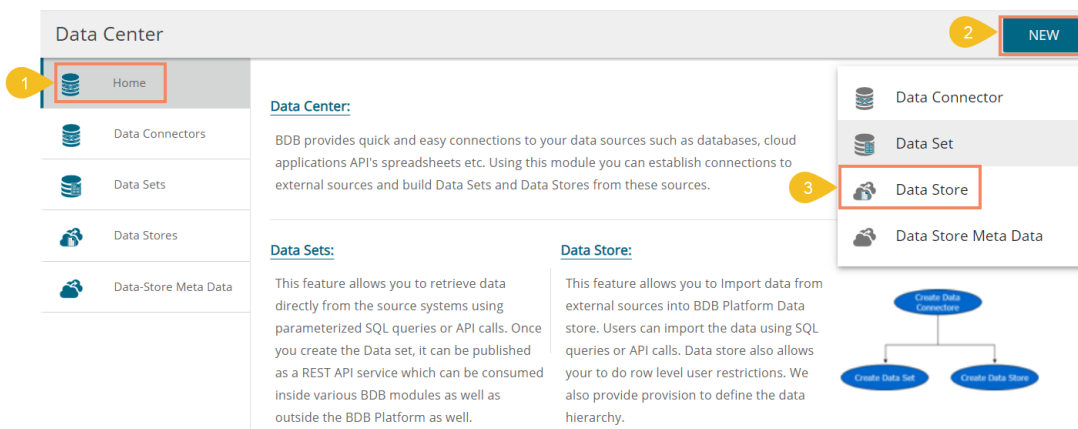 Data Center
2
NEW
1
Home
Data Connectors
Data Sets
Data Stores
Data-Store Meta Data
Data Center:
BDB provides quick and easy connections to your data sources such as databases, cloud
applications API's spreadsheets etc. Using this module you can establish connections to
external sources and build Data Sets and Data Stores from these sources.
Data Connector
Data Set
3
Data Store
Data Store Meta Data
Data Sets:
This feature allows you to retrieve data
directly from the source systems using
parameterized SQL queries or API calls. Once
you create the Data set, it can be published
as a REST API service which can be consumed
inside various BDB modules as well as
outside the BDB Platform as well.
Data Store:
This feature allows you to Import data from
external sources into BDB Platform Data
store. Users can import the data using SQL
queries or API calls. Data store also allows
your to do row level user restrictions. We
also provide provision to define the data
hierarchy.
Create Data
Connectore
Create Data Set
Create Data Store